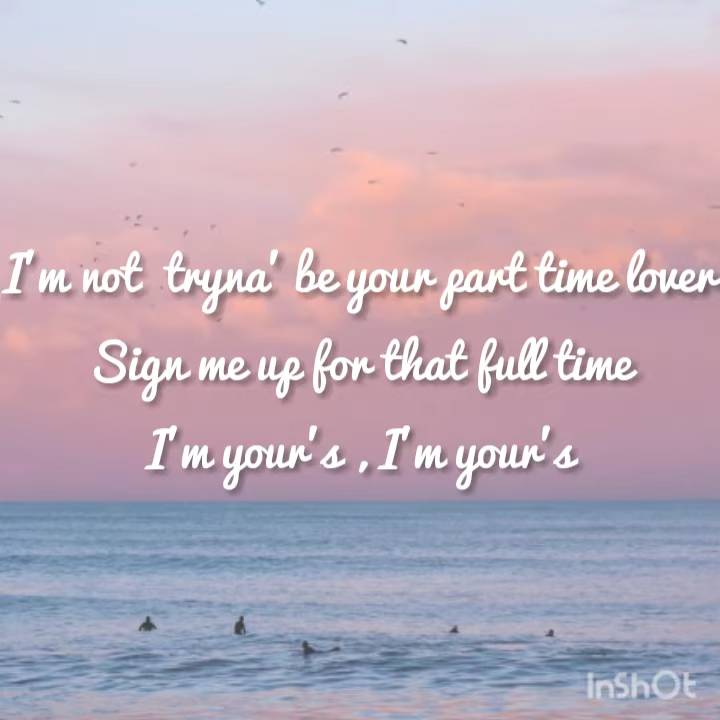 I'm not tryna' be your part time lover
Sign me up for that full time
I'm your's , I'm your's
InShOt